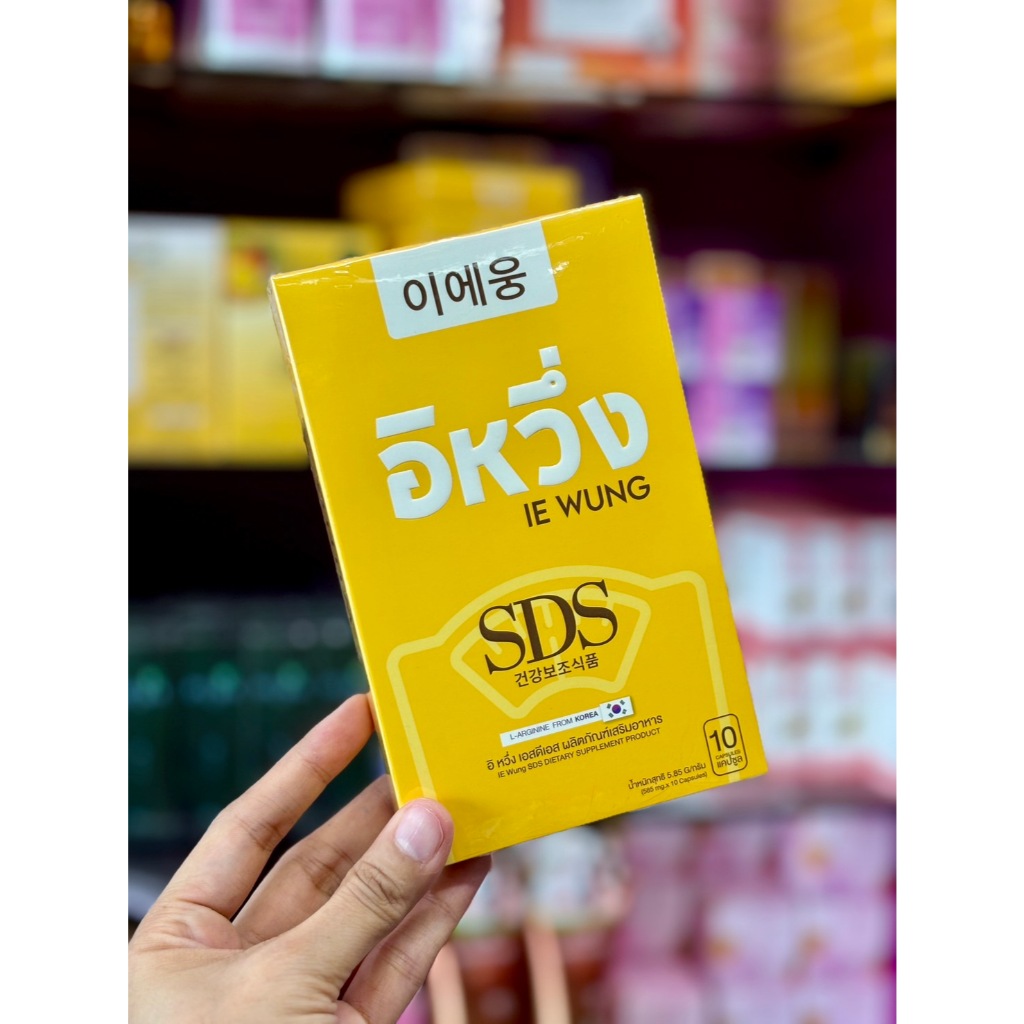 이에웅
อิหวึ่ง
IE WUNG
SDS
건강보조식품
L-ARGININE FROM KOREA
อิ หวึ่ง เอสดีเอส ผลิตภัณฑ์เสริมอาหาร
IE Wung SDS DIETARY SUPPLEMENT PRODUCT
น้ำหนักสุทธิ 5.85 G/กรัม
(585 mg.x 10 Capsules)
10
CAPSULES
แคปซูล